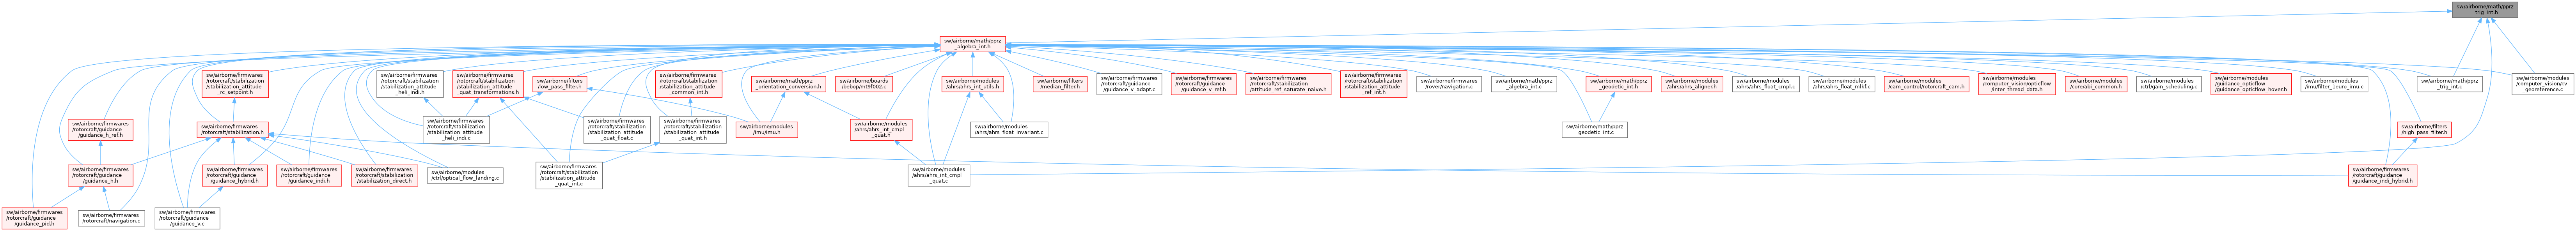 sw/airborne/math/pprz
_trig_int.h
sw/airborne/math/pprz
_algebra_int.h
sw/airborne/firmwares
/rotorcraft/stabilization
/stabilization_attitude
_rc_setpoint.h
sw/airborne/firmwares
/rotorcraft/stabilization
/stabilization_attitude
_heli_indi.h
sw/airborne/firmwares
/rotorcraft/stabilization
/stabilization_attitude
_quat_transformations.h
sw/airborne/filters
/low_pass_filter.h
sw/airborne/firmwares
/rotorcraft/stabilization
/stabilization_attitude
_common_int.h
sw/airborne/math/pprz
_orientation_conversion.h
sw/airborne/boards
/bebop/mt9f002.c
sw/airborne/modules
/ahrs/ahrs_int_utils.h
sw/airborne/filters
/median_filter.h
sw/airborne/firmwares
/rotorcraft/guidance
/guidance_v_adapt.c
sw/airborne/firmwares
/rotorcraft/guidance
/guidance_v_ref.h
sw/airborne/firmwares
/rotorcraft/stabilization
/attitude_ref_saturate_naive.h
sw/airborne/firmwares
/rotorcraft/stabilization
/stabilization_attitude
_ref_int.h
sw/airborne/firmwares
/rover/navigation.c
sw/airborne/math/pprz
_algebra_int.c
sw/airborne/math/pprz
_geodetic_int.h
sw/airborne/modules
/ahrs/ahrs_aligner.h
sw/airborne/modules
/ahrs/ahrs_float_cmpl.c
sw/airborne/modules
/ahrs/ahrs_float_mlkf.c
sw/airborne/modules
/cam_control/rotorcraft_cam.h
sw/airborne/modules
/computer_vision/opticflow
/inter_thread_data.h
sw/airborne/modules
/core/abi_common.h
sw/airborne/modules
/ctrl/gain_scheduling.c
sw/airborne/modules
/guidance_opticflow
/guidance_opticflow_hover.h
sw/airborne/modules
/imu/filter_1euro_imu.c
sw/airborne/math/pprz
_trig_int.c
sw/airborne/modules
/computer_vision/cv
_georeference.c
sw/airborne/firmwares
/rotorcraft/guidance
/guidance_h_ref.h
sw/airborne/firmwares
/rotorcraft/stabilization.h
sw/airborne/firmwares
/rotorcraft/stabilization
/stabilization_attitude
_heli_indi.c
sw/airborne/firmwares
/rotorcraft/stabilization
/stabilization_attitude
_quat_float.c
sw/airborne/firmwares
/rotorcraft/stabilization
/stabilization_attitude
_quat_int.h
sw/airborne/modules
/imu/imu.h
sw/airborne/modules
/ahrs/ahrs_int_cmpl
_quat.h
sw/airborne/modules
/ahrs/ahrs_float_invariant.c
sw/airborne/math/pprz
_geodetic_int.c
sw/airborne/filters
/high_pass_filter.h
sw/airborne/firmwares
/rotorcraft/guidance
/guidance_h.h
sw/airborne/firmwares
/rotorcraft/guidance
/guidance_hybrid.h
sw/airborne/firmwares
/rotorcraft/guidance
/guidance_indi.h
sw/airborne/firmwares
/rotorcraft/stabilization
/stabilization_direct.h
sw/airborne/modules
/ctrl/optical_flow_landing.c
sw/airborne/firmwares
/rotorcraft/stabilization
/stabilization_attitude
_quat_int.c
sw/airborne/modules
/ahrs/ahrs_int_cmpl
_quat.c
sw/airborne/firmwares
/rotorcraft/guidance
/guidance_indi_hybrid.h
sw/airborne/firmwares
/rotorcraft/guidance
/guidance_pid.h
sw/airborne/firmwares
/rotorcraft/navigation.c
sw/airborne/firmwares
/rotorcraft/guidance
/guidance_v.c